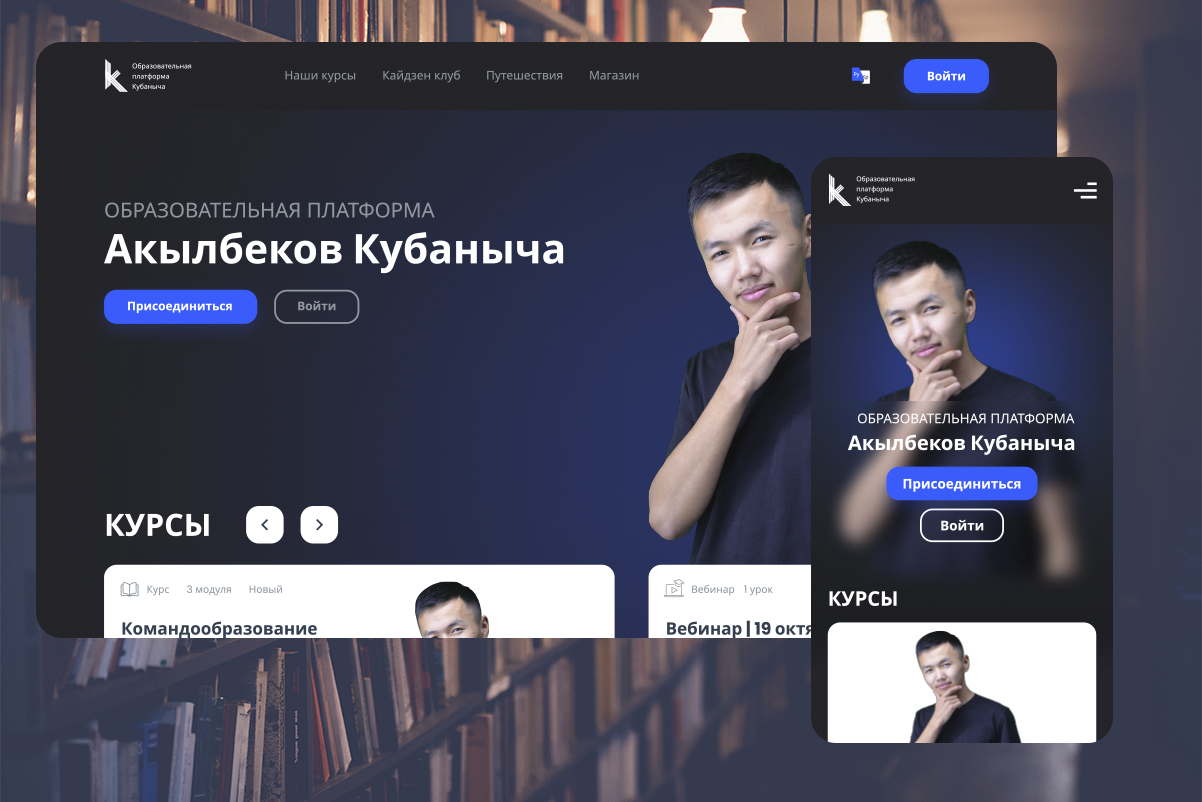 Образовательная
платформа
Кубаныча
Наши курсы Кайдзен клуб Путешествия Магазин
Войти
ОБРАЗОВАТЕЛЬНАЯ ПЛАТФОРМА
Акылбеков Кубаныча
Присоединиться Войти
КУРСЫ
Курс 3 модуля Новый
Командообразование
Вебинар 1 урок
Вебинар | 19 октя
Образовательная
платформа
Кубаныча
ОБРАЗОВАТЕЛЬНАЯ ПЛАТФОРМА
Акылбеков Кубаныча
Присоединиться
Войти
КУРСЫ